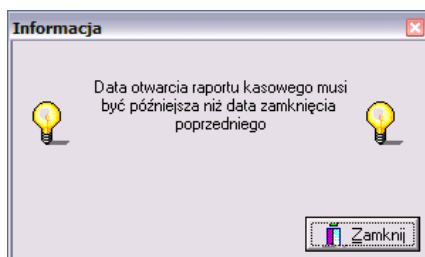 Informacja
Data otwarcia raportu kasowego musi
być późniejsza niż data zamknięcia
poprzedniego
Zamknij